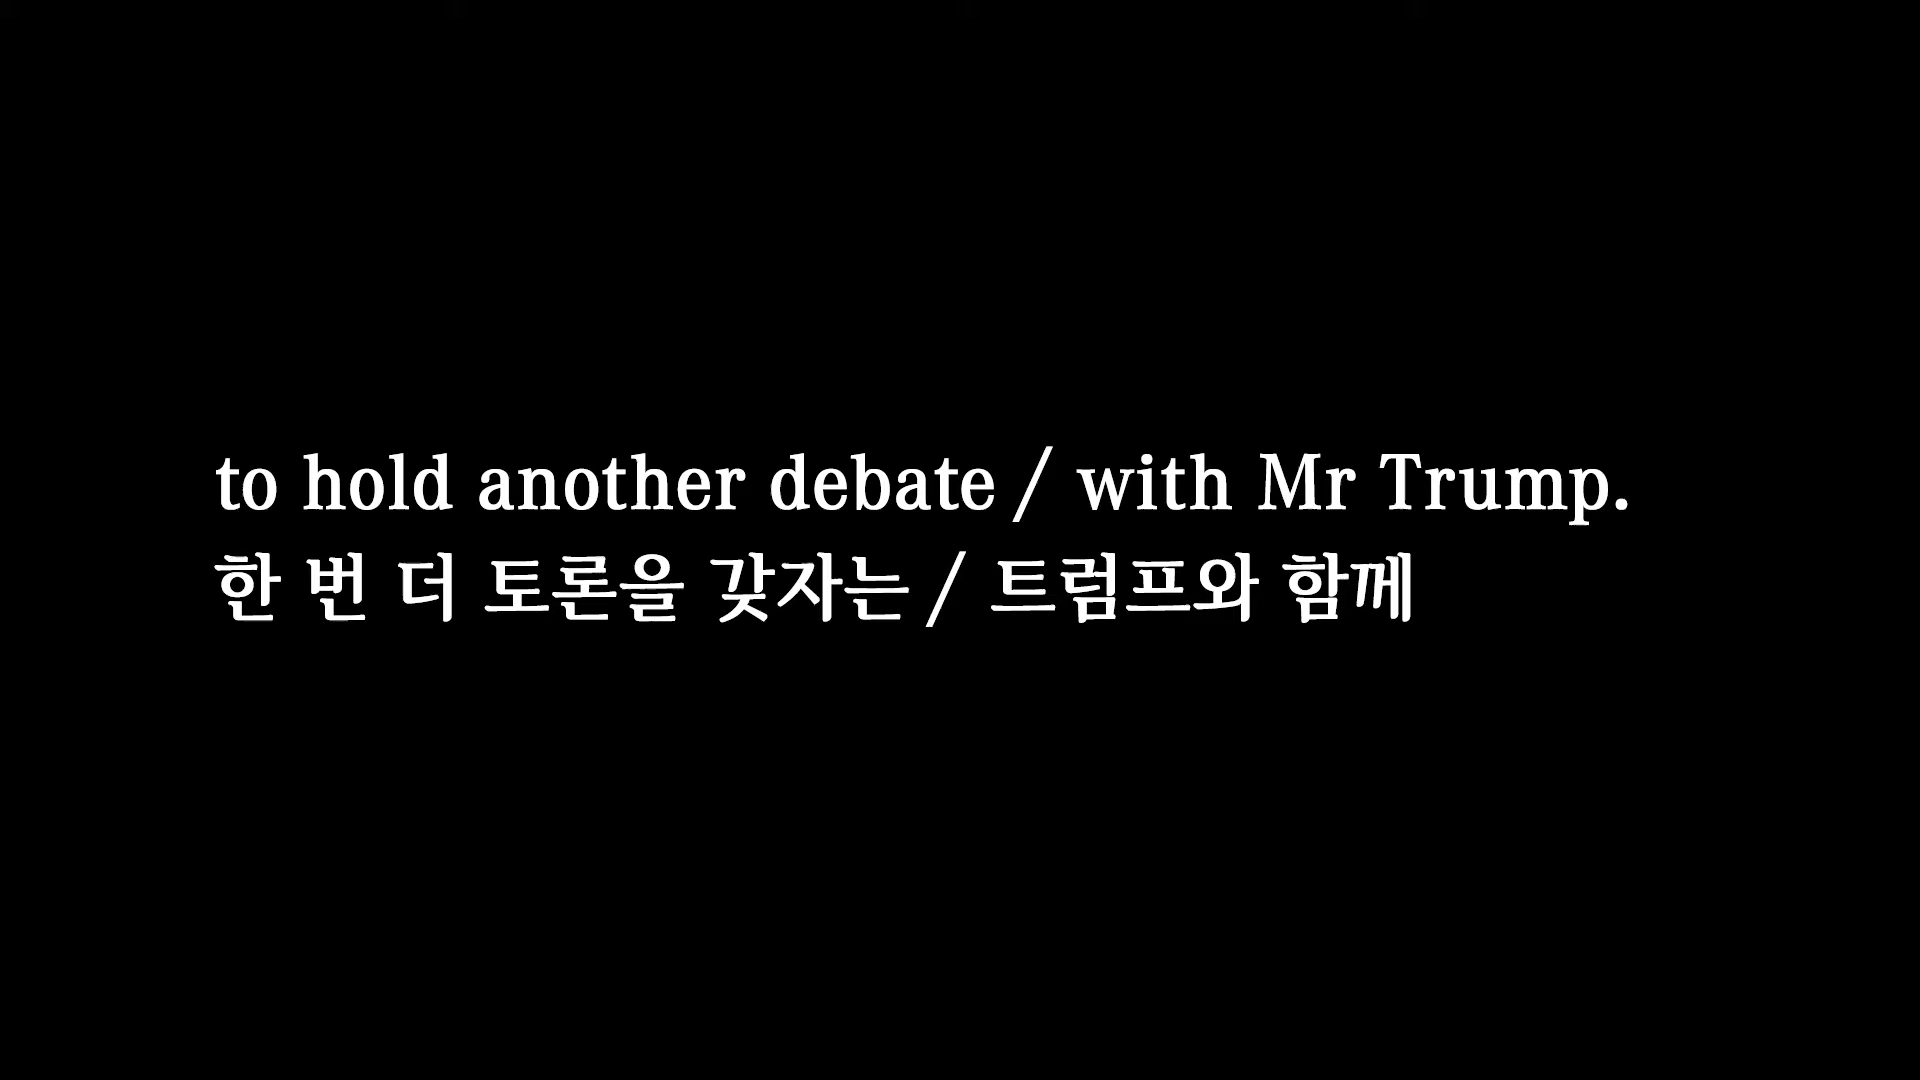 to hold another debate / with Mr Trump.
한 번 더 토론을 갖자는 / 트럼프와 함께